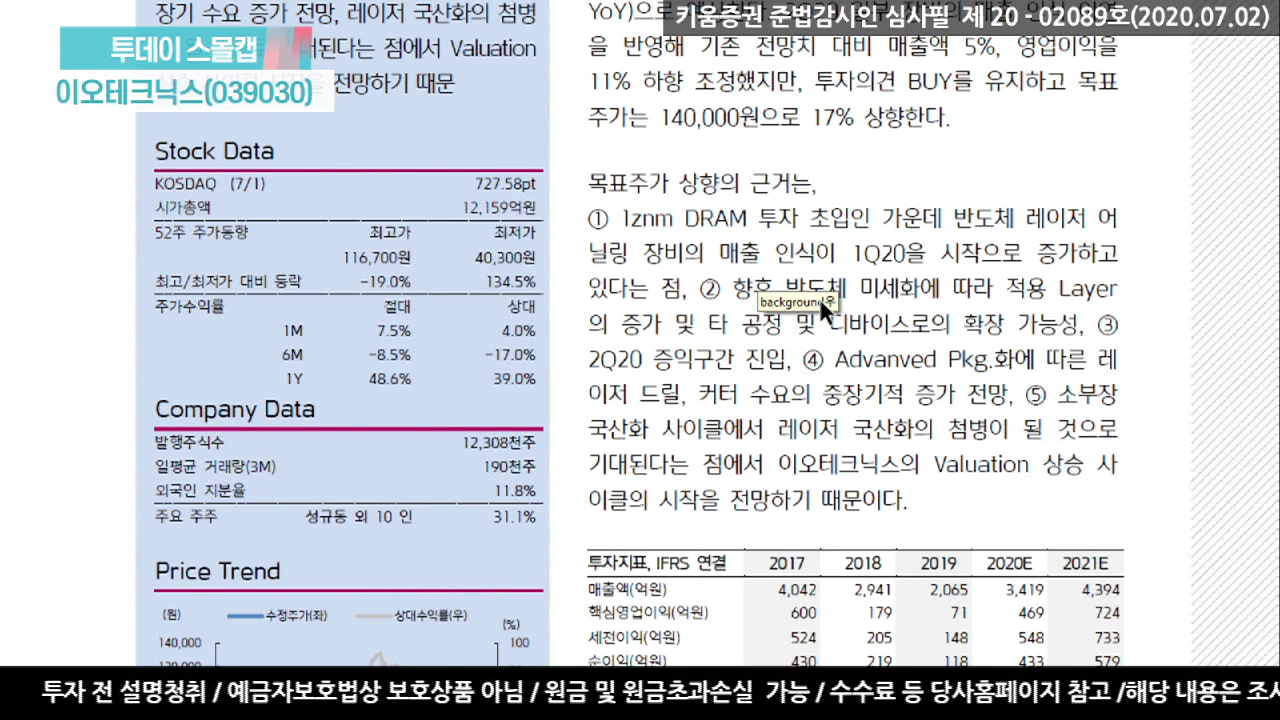 키움증권 준법감시인 심사필 제 20 - 02089호(2020.07.02)
투데이 스몰캡
이오테크닉스(039030)
장기 수요 증가 전망, 레이저 국산화의 첨병
대된다는 점에서 Valuation
전망하기 때문
Stock Data
KOSDAQ (7/1) 727.58pt
시가총액 12,159억원
52주 주가동향 최고가 최저가
116,700원 40,300원
최고/최저가 대비 등락 -19.0% 134.5%
주가수익률 절대 상대
1M 7.5% 4.0%
6M -8.5% -17.0%
1Y 48.6% 39.0%
Company Data
발행주식수 12,308천주
일평균 거래량(3M) 190천주
외국인 지분율 11.8%
주요 주주 성규동 외 10 인 31.1%
Price Trend
(원) 수정주가(좌) 상대수익률(우) (%)
140,000 100
YoY)으로
을 반영해 기존 전망치 대비 매출액 5%, 영업이익을
11% 하향 조정했지만, 투자의견 BUY를 유지하고 목표
주가는 140,000원으로 17% 상향한다.
목표주가 상향의 근거는,
① 1znm DRAM 투자 초입인 가운데 반도체 레이저 어
닐링 장비의 매출 인식이 1Q20을 시작으로 증가하고
있다는 점, ② 향후 반도체 미세화에 따라 적용 Layer
background우
의 증가 및 타 공정 및 디바이스로의 확장 가능성, ③
2Q20 증익구간 진입, ④ Advanved Pkg.화에 따른 레
이저 드릴, 커터 수요의 중장기적 증가 전망, ⑤ 소부장
국산화 사이클에서 레이저 국산화의 첨병이 될 것으로
기대된다는 점에서 이오테크닉스의 Valuation 상승 사
이클의 시작을 전망하기 때문이다.
투자지표, IFRS 연결 2017 2018 2019 2020E 2021E
매출액(억원) 4,042 2,941 2,065 3,419 4,394
핵심영업이익(억원) 600 179 71 469 724
세전이익(억원) 524 205 148 548 733
순이익(억원) 430 219 118 433 579
투자 전 설명청취 / 예금자보호법상 보호상품 아님 / 원금 및 원금초과손실 가능 / 수수료 등 당사홈페이지 참고 /해당 내용은 조사